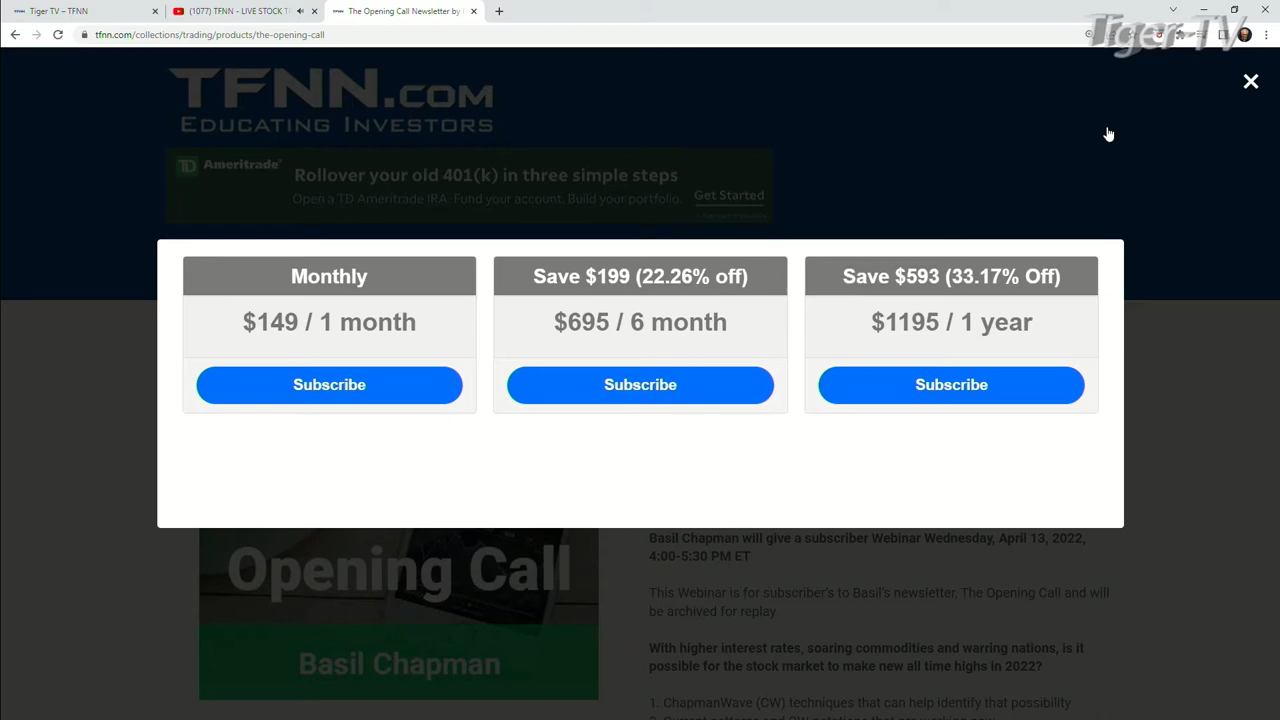 Tiger TV – TFNN
(1077) TFNN - LIVE STOCK T
The Opening Call Newsletter by
tfnn.com/collections/trading/products/the-opening-call
Tiger TV
TFNN.com
Educating Investors
TD Ameritrade
Rollover your old 401(k) in three simple steps
Open a TD Ameritrade IRA. Fund your account. Build your portfolio.
Get Started
Monthly
$149 / 1 month
Subscribe
Save $199 (22.26% off)
$695 / 6 month
Subscribe
Save $593 (33.17% Off)
$1195 / 1 year
Subscribe
Opening Call
Basil Chapman
Basil Chapman will give a subscriber Webinar Wednesday, April 13, 2022,
4:00-5:30 PM ET
This Webinar is for subscriber's to Basil's newsletter, The Opening Call and will
be archived for replay.
With higher interest rates, soaring commodities and warring nations, is it
possible for the stock market to make new all time highs in 2022?
1. ChapmanWave (CW) techniques that can help identify that possibility